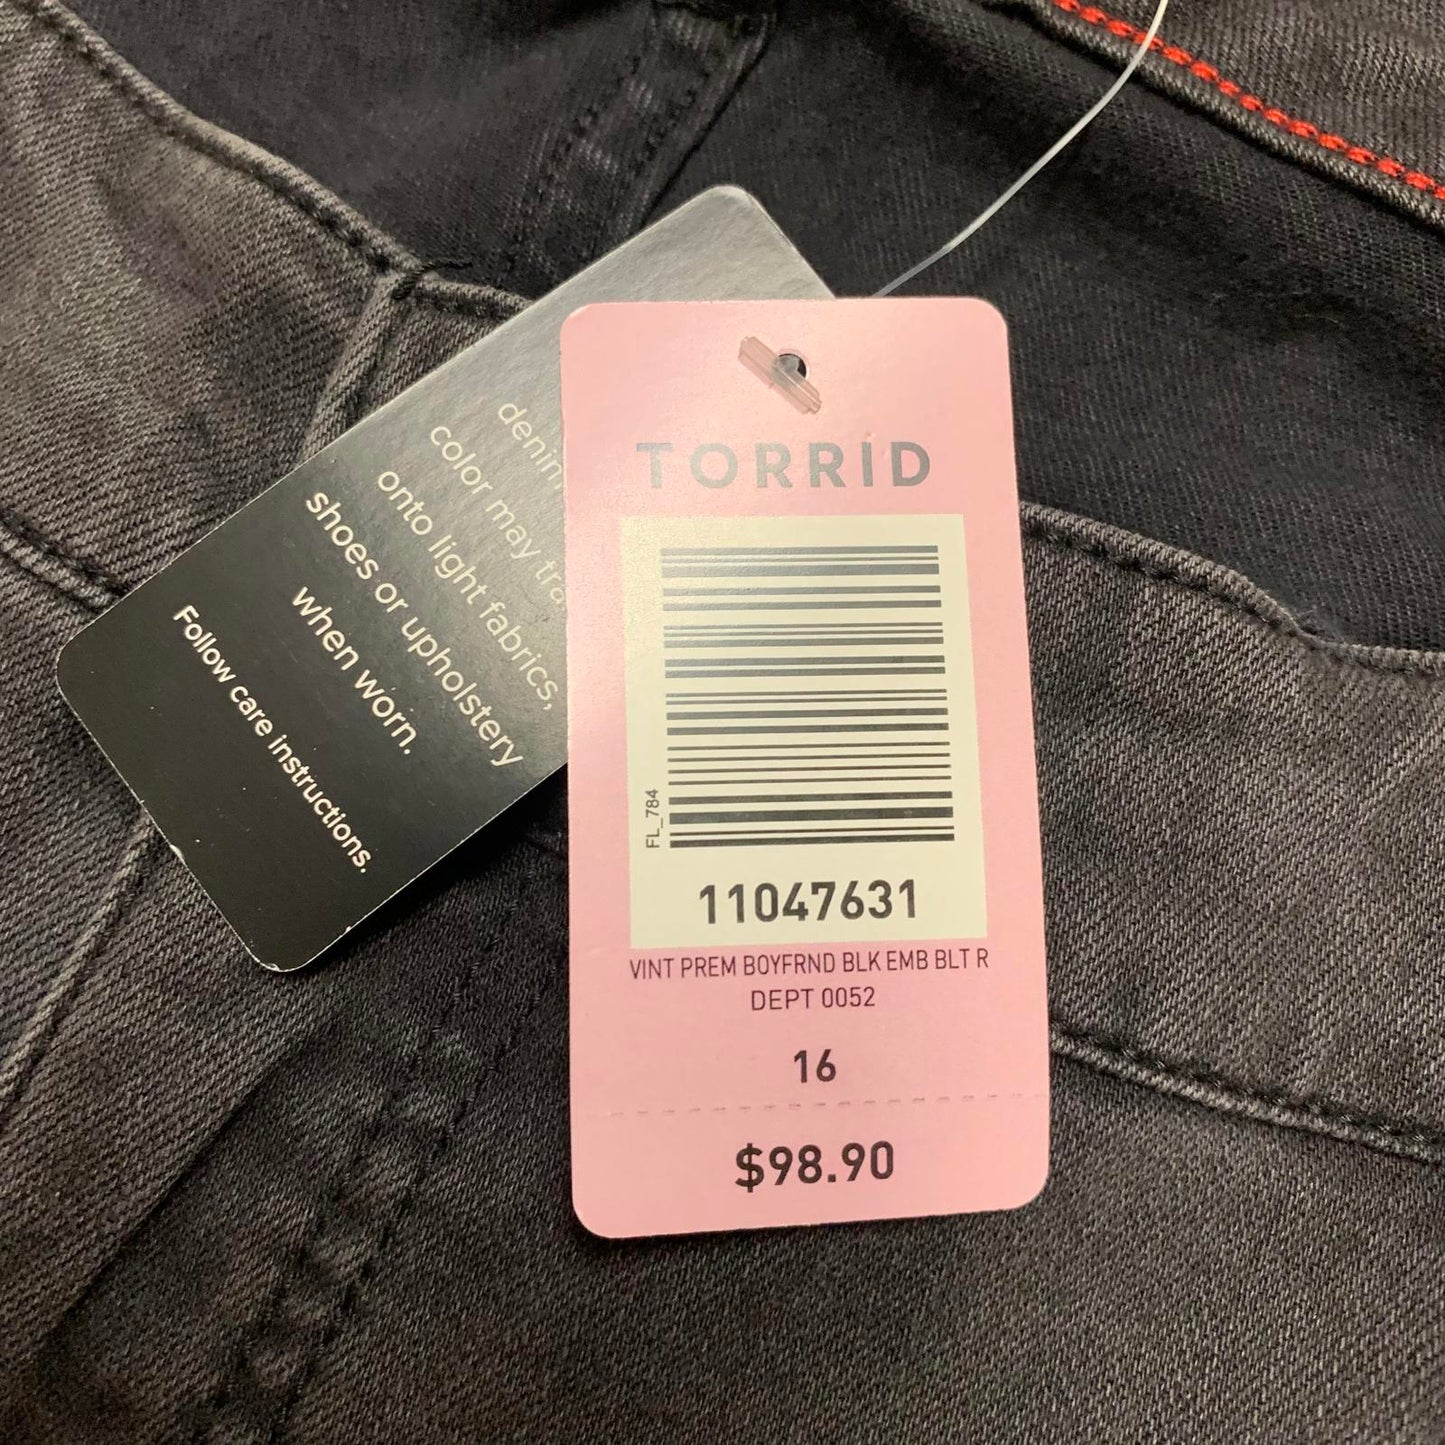 denim
color may
onto light fabrics,
shoes or upholstery
when worn.
Follow care instructions.
TORRID
FL_784
11047631
VINT PREM BOYFRND BLK EMB BLT R
DEPT 0052
16
$98.90